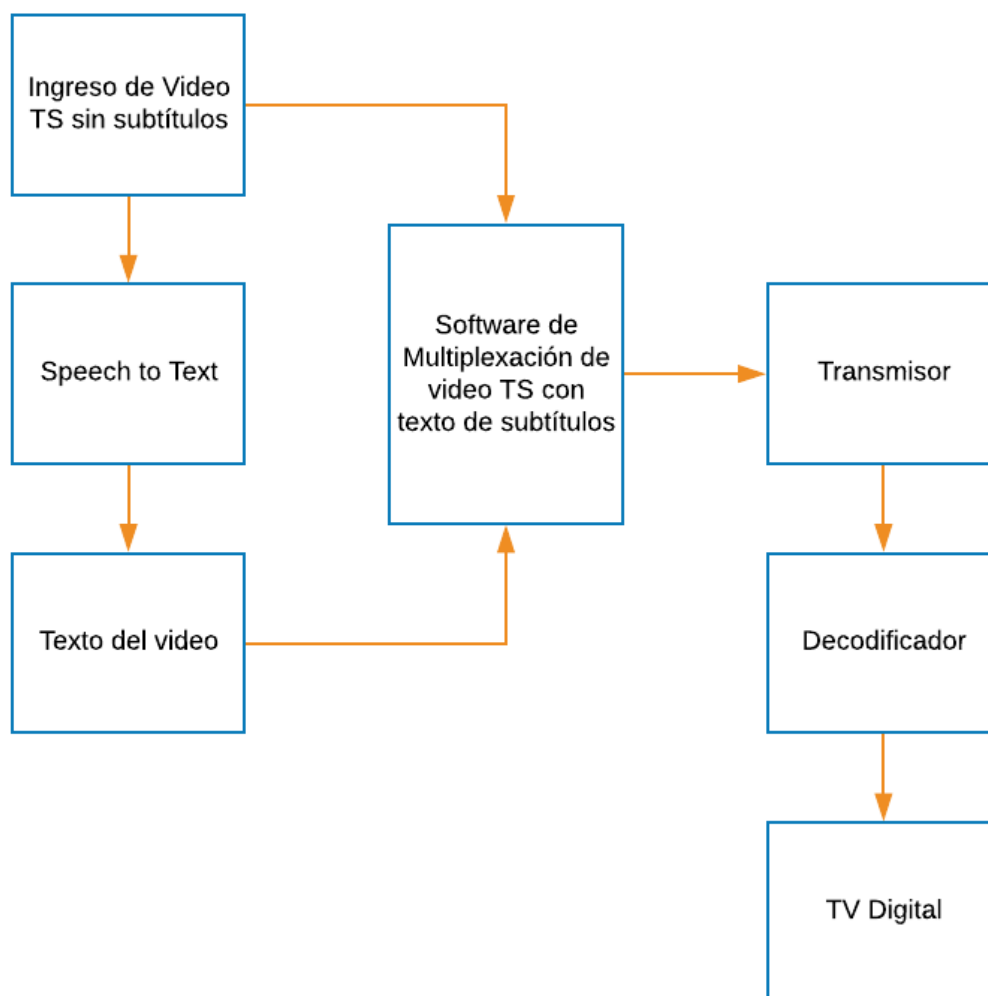 Ingreso de Video
TS sin subtítulos
Speech to Text
Texto del video
Software de
Multiplexación de
video TS con
texto de subtítulos
Transmisor
Decodificador
TV Digital